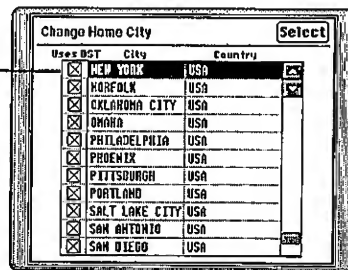 Change Home City Select
Uses DST City Country
NEW YORK USA
NORFOLK USA
OKLAHOMA CITY USA
OMAHA USA
PHILADELPHIA USA
PHOENIX USA
PITTSBURGH USA
PORTLAND USA
SALT LAKE CITY USA
SAN ANTONIO USA
SAN DIEGO USA